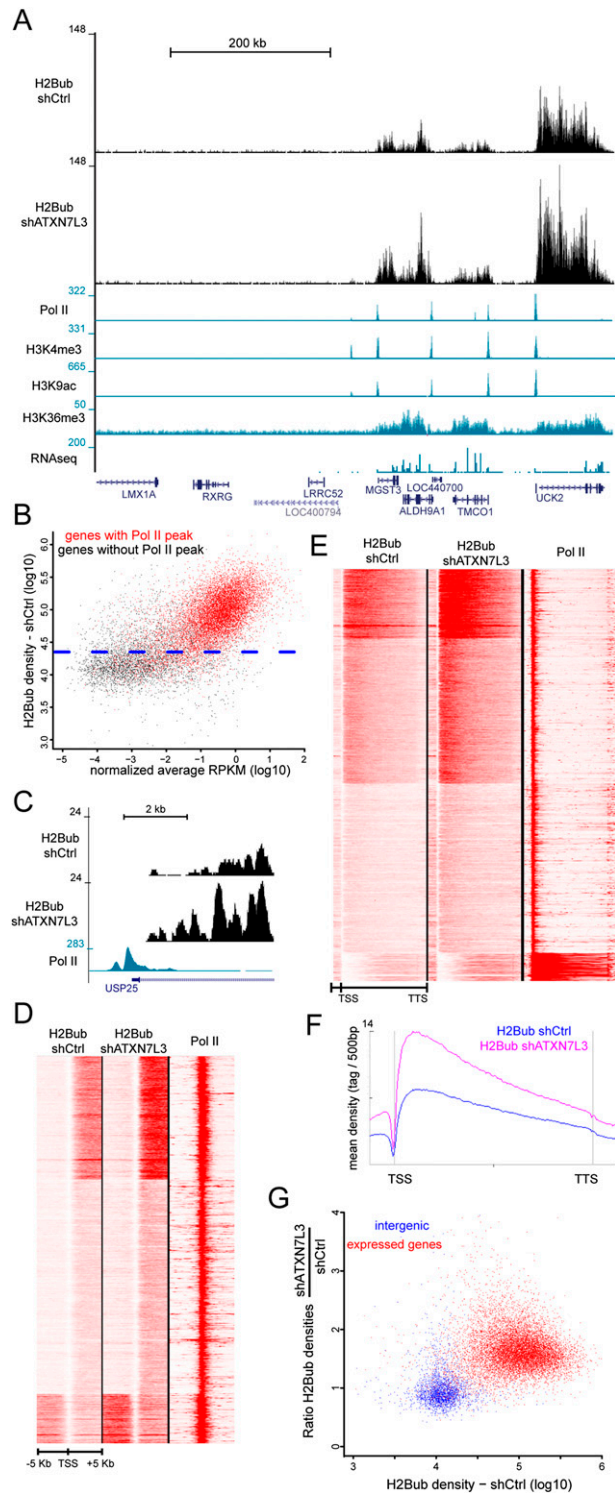 A
148
200 kb
H2Bub
shCtrl
148
H2Bub
shATXN7L3
322
Pol II
331
H3K4me3
665
H3K9ac
50
H3K36me3
200
RNAseq
LMX1A
RXRG
LRRC52
LOC400794
MGST3
LOC440700
ALDH9A1
TMCO1
UCK2
B
genes with Pol II peak
genes without Pol II peak
H2Bub density - shCtrl (log10)
6.0
5.5
5.0
4.5
4.0
3.5
3.0
−5 −4 −3 −2 −1 0 1 2
normalized average RPKM (log10)
C
2 kb
24
H2Bub
shCtrl
24
H2Bub
shATXN7L3
283
Pol II
USP25
D
H2Bub
shCtrl
H2Bub
shATXN7L3
Pol II
-5 Kb TSS +5 Kb
E
H2Bub
shCtrl
H2Bub
shATXN7L3
Pol II
TSS TTS
F
14
H2Bub shCtrl
H2Bub shATXN7L3
mean density (tag / 500bp)
TSS TTS
G
intergenic
expressed genes
Ratio H2Bub densities
shATXN7L3
shCtrl
4
3
2
1
0
3 4 5 6
H2Bub density − shCtrl (log10)